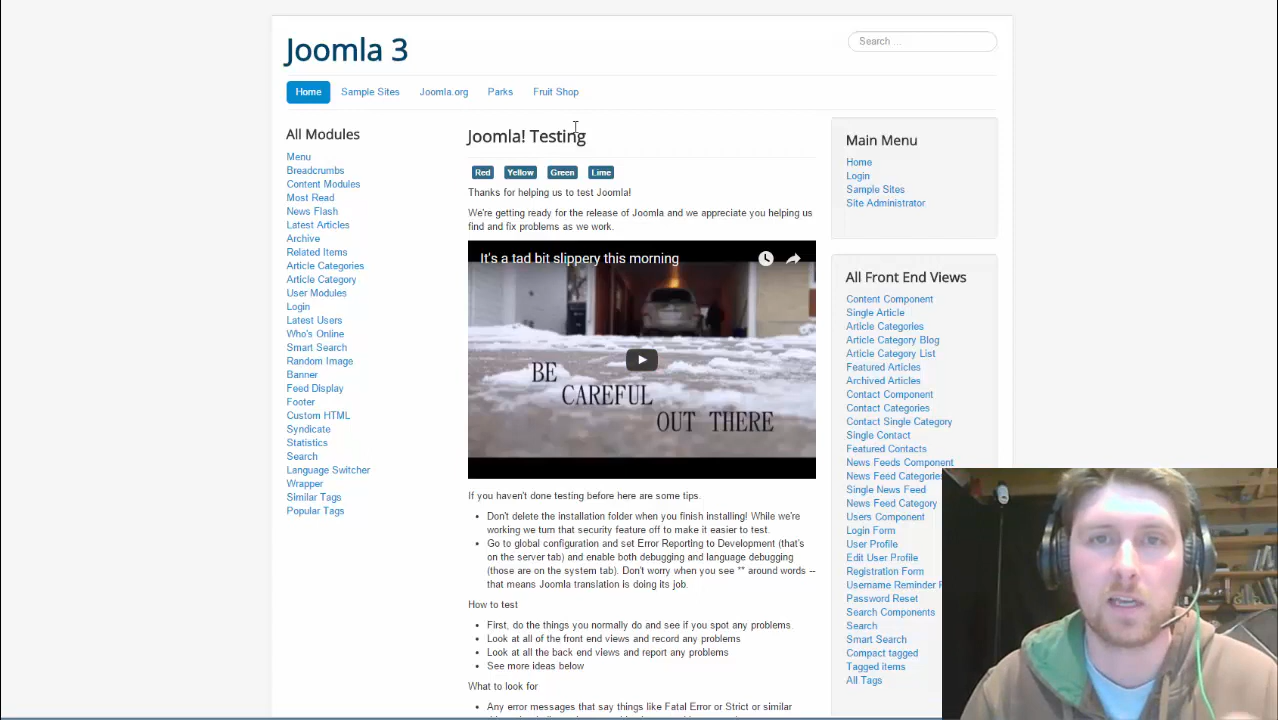 Joomla 3
Search ...
Home
Sample Sites
Joomla.org
Parks
Fruit Shop
All Modules
Menu
Breadcrumbs
Content Modules
Most Read
News Flash
Latest Articles
Archive
Related Items
Article Categories
Article Category
User Modules
Login
Latest Users
Who's Online
Smart Search
Random Image
Banner
Feed Display
Footer
Custom HTML
Syndicate
Statistics
Search
Language Switcher
Wrapper
Similar Tags
Popular Tags
Joomla! Testing
Red
Yellow
Green
Lime
Thanks for helping us to test Joomla!
We're getting ready for the release of Joomla and we appreciate you helping us
find and fix problems as we work.
It's a tad bit slippery this morning
BE
CAREFUL
OUT THERE
If you haven't done testing before here are some tips.
Don't delete the installation folder when you finish installing! While we're
working we turn that security feature off to make it easier to test.
Go to global configuration and set Error Reporting to Development (that's
on the server tab) and enable both debugging and language debugging
(those are on the system tab). Don't worry when you see ** around words --
that means Joomla translation is doing its job.
How to test
First, do the things you normally do and see if you spot any problems.
Look at all of the front end views and record any problems
Look at all the back end views and report any problems
See more ideas below
What to look for
Any error messages that say things like Fatal Error or Strict or similar
Main Menu
Home
Login
Sample Sites
Site Administrator
All Front End Views
Content Component
Single Article
Article Categories
Article Category Blog
Article Category List
Featured Articles
Archived Articles
Contact Component
Contact Categories
Contact Single Category
Single Contact
Featured Contacts
News Feeds Component
News Feed Categories
Single News Feed
News Feed Category
Users Component
Login Form
User Profile
Edit User Profile
Registration Form
Username Reminder
Password Reset
Search Components
Search
Smart Search
Compact tagged
Tagged items
All Tags